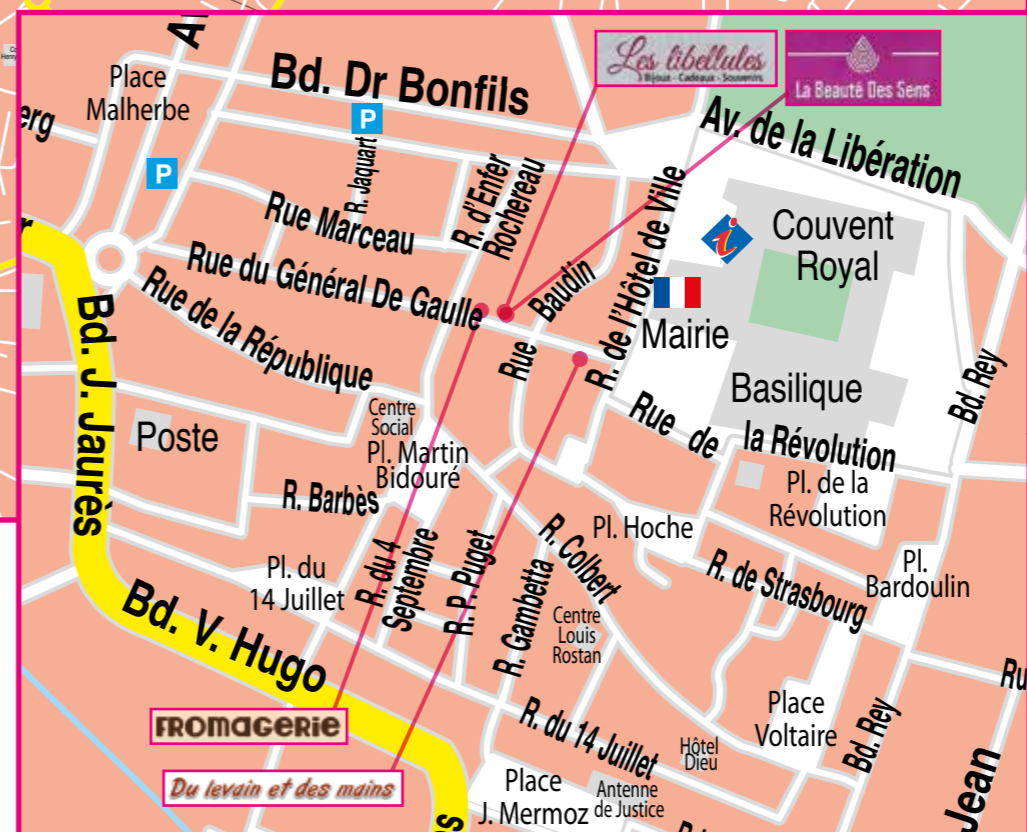 A
Place
Malherbe
Bd. Dr Bonfils
P
P
erg
Les libellules
Bijoux - Cadeaux - Souvenirs
La Beauté Des Sens
Av. de la Libération
R. Jaquart
R. d'Enfer
Rochereau
Rue Marceau
Rue du Général De Gaulle
Rue de la République
Rue Baudin
R. de l'Hôtel de Ville
i
Couvent
Royal
Mairie
Basilique
Bd. Rey
Rue de la Révolution
r
Bd. J. Jaurès
Poste
Centre
Social
Pl. Martin
Bidouré
R. Barbès
Pl. de la
Révolution
Pl. Hoche
R. Colbert
R. de Strasbourg
Pl.
Bardoulin
Pl. du
14 Juillet
R. du 4
Septembre
R. P. Puget
R. Gambetta
Centre
Louis
Rostan
Bd. V. Hugo
Ru
Place
Voltaire
Bd. Rey
FROMAGERIE
R. du 14 Juillet
Hôtel
Dieu
Du levain et des mains
Place
J. Mermoz
Antenne
de Justice
Jean
s